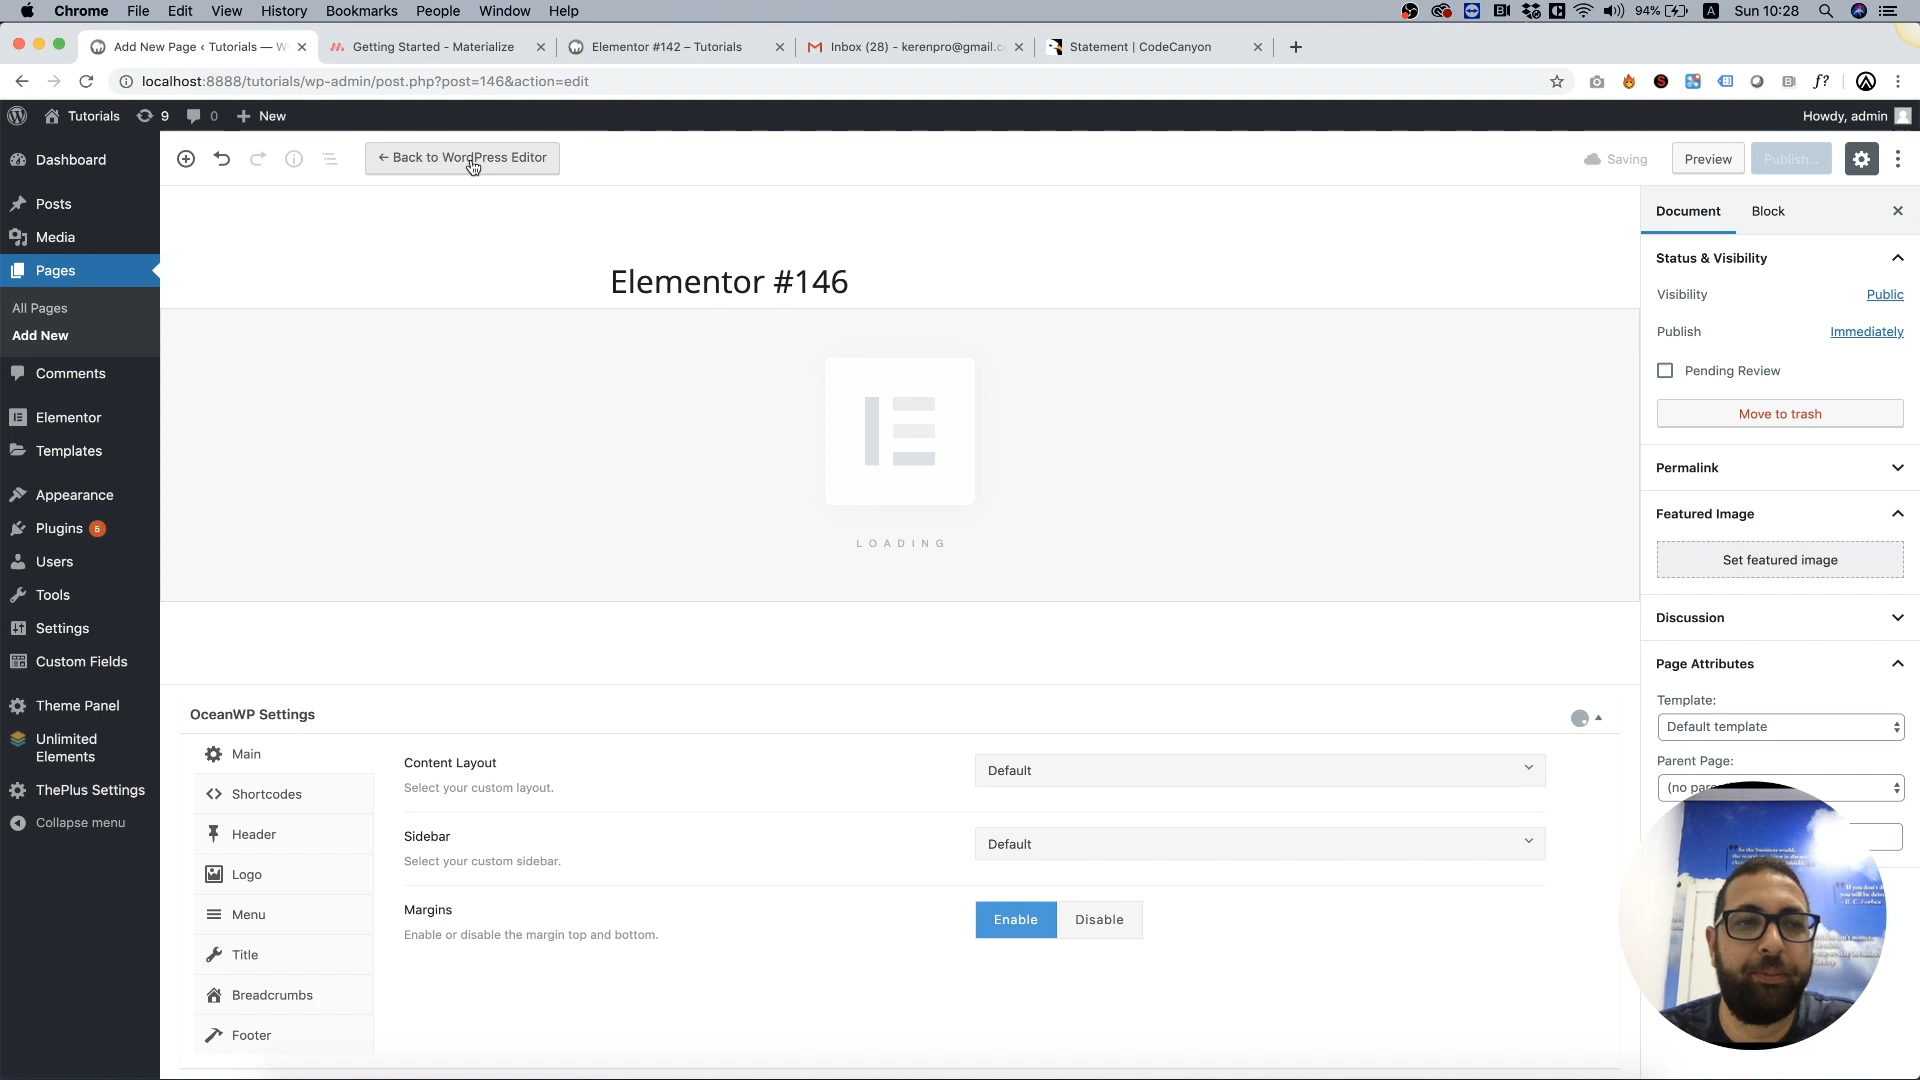 Chrome File Edit View History Bookmarks People Window Help 94% A Sun 10:28
Add New Page ‹ Tutorials — W
Getting Started - Materialize
Elementor #142 – Tutorials
Inbox (28) - kerenpro@gmail.c
Statement | CodeCanyon
localhost:8888/tutorials/wp-admin/post.php?post=146&action=edit
f?
Tutorials 9 0 New
Howdy, admin
Dashboard
Posts
Media
Pages
All Pages
Add New
Comments
Elementor
Templates
Appearance
Plugins 5
Users
Tools
Settings
Custom Fields
Theme Panel
Unlimited
Elements
ThePlus Settings
Collapse menu
← Back to WordPress Editor
Saving
Preview
Publish...
Elementor #146
LOADING
OceanWP Settings
Main
Shortcodes
Header
Logo
Menu
Title
Breadcrumbs
Footer
Content Layout
Select your custom layout.
Default
Sidebar
Select your custom sidebar.
Default
Margins
Enable or disable the margin top and bottom.
Enable Disable
Document Block
Status & Visibility
Visibility Public
Publish Immediately
Pending Review
Move to trash
Permalink
Featured Image
Set featured image
Discussion
Page Attributes
Template:
Default template
Parent Page:
(no par